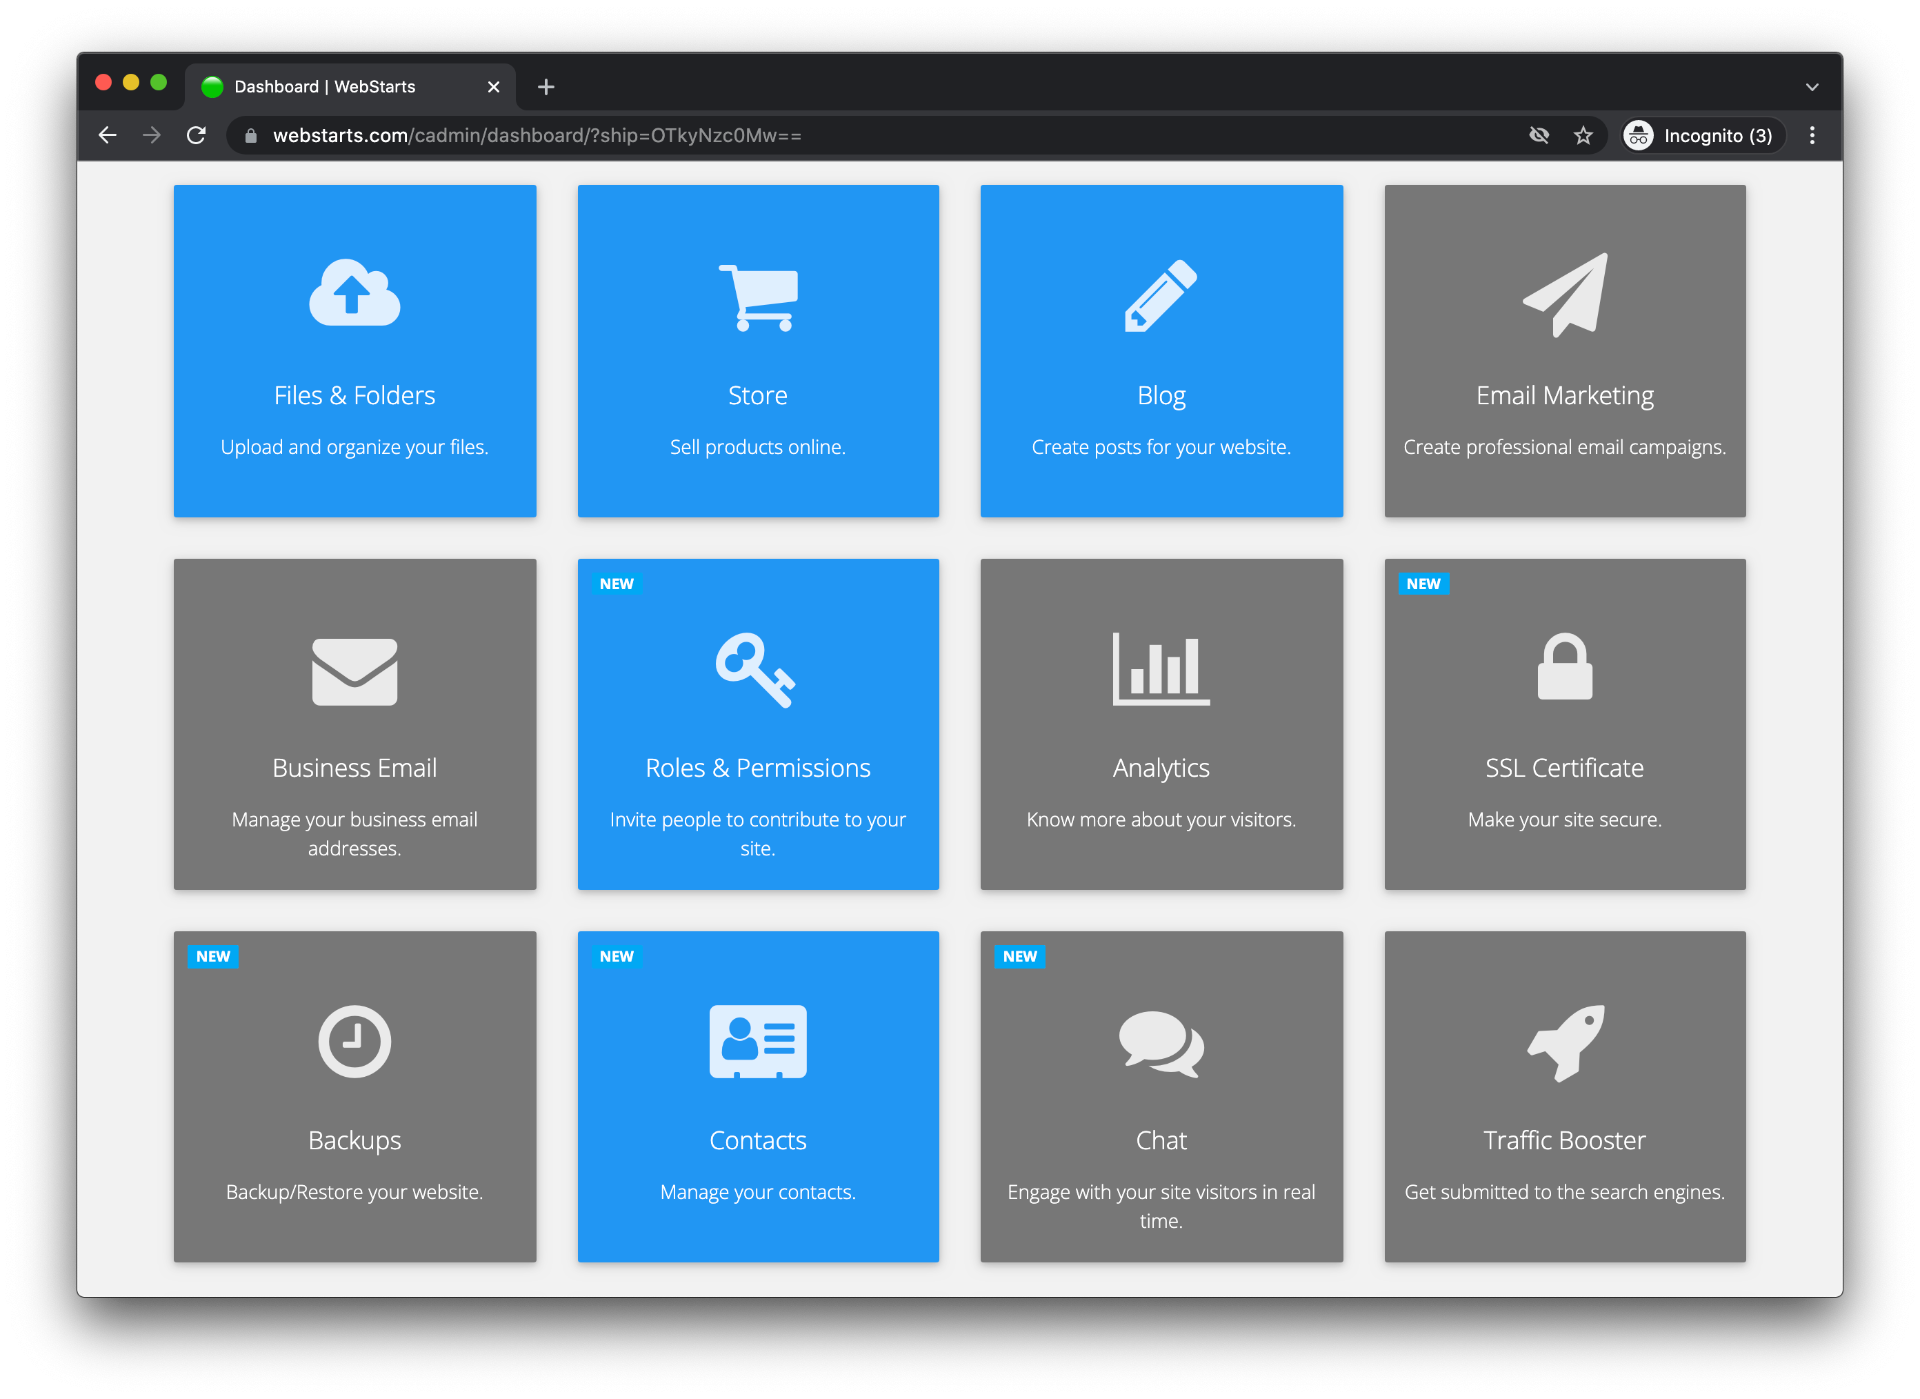 Dashboard | WebStarts
webstarts.com/cadmin/dashboard/?ship=OTkyNzc0Mw==
Incognito (3)
Files & Folders
Upload and organize your files.
Store
Sell products online.
Blog
Create posts for your website.
Email Marketing
Create professional email campaigns.
Business Email
Manage your business email
addresses.
NEW
Roles & Permissions
Invite people to contribute to your
site.
Analytics
Know more about your visitors.
NEW
SSL Certificate
Make your site secure.
NEW
Backups
Backup/Restore your website.
NEW
Contacts
Manage your contacts.
NEW
Chat
Engage with your site visitors in real
time.
Traffic Booster
Get submitted to the search engines.